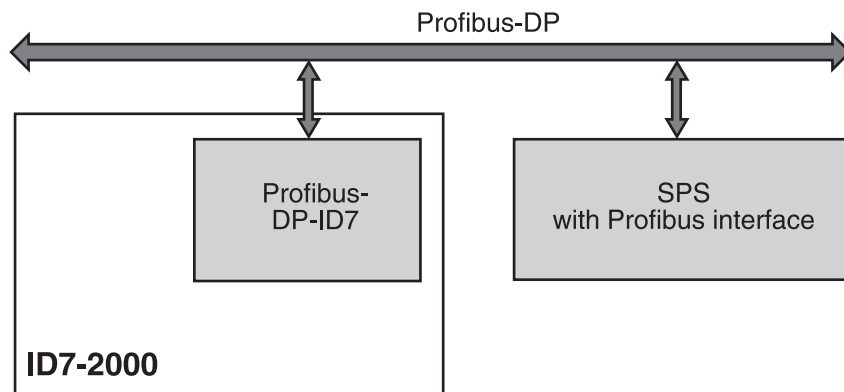 Profibus-DP
Profibus-
DP-ID7
SPS
with Profibus interface
ID7-2000